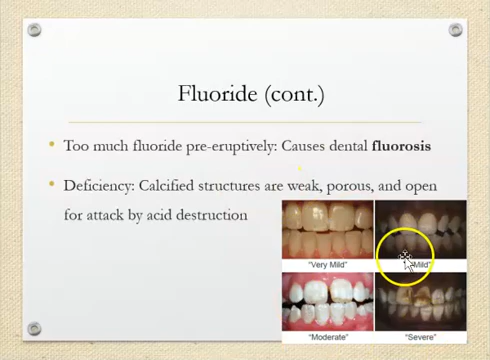 Fluoride (cont.)
• Too much fluoride pre-eruptively: Causes dental fluorosis
• Deficiency: Calcified structures are weak, porous, and open
for attack by acid destruction
"Very Mild" Mild"
"Moderate" "Severe"